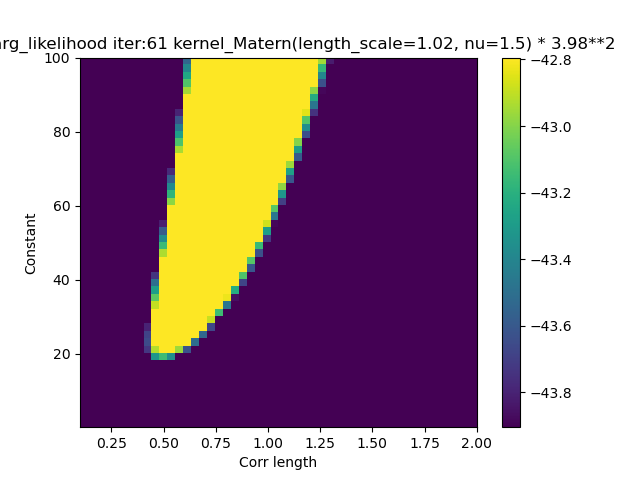 arg_likelihood iter:61 kernel_Matern(length_scale=1.02, nu=1.5) * 3.98**2
100
80
60
40
20
Constant
0.25 0.50 0.75 1.00 1.25 1.50 1.75 2.00
Corr length
−42.8
−43.0
−43.2
−43.4
−43.6
−43.8